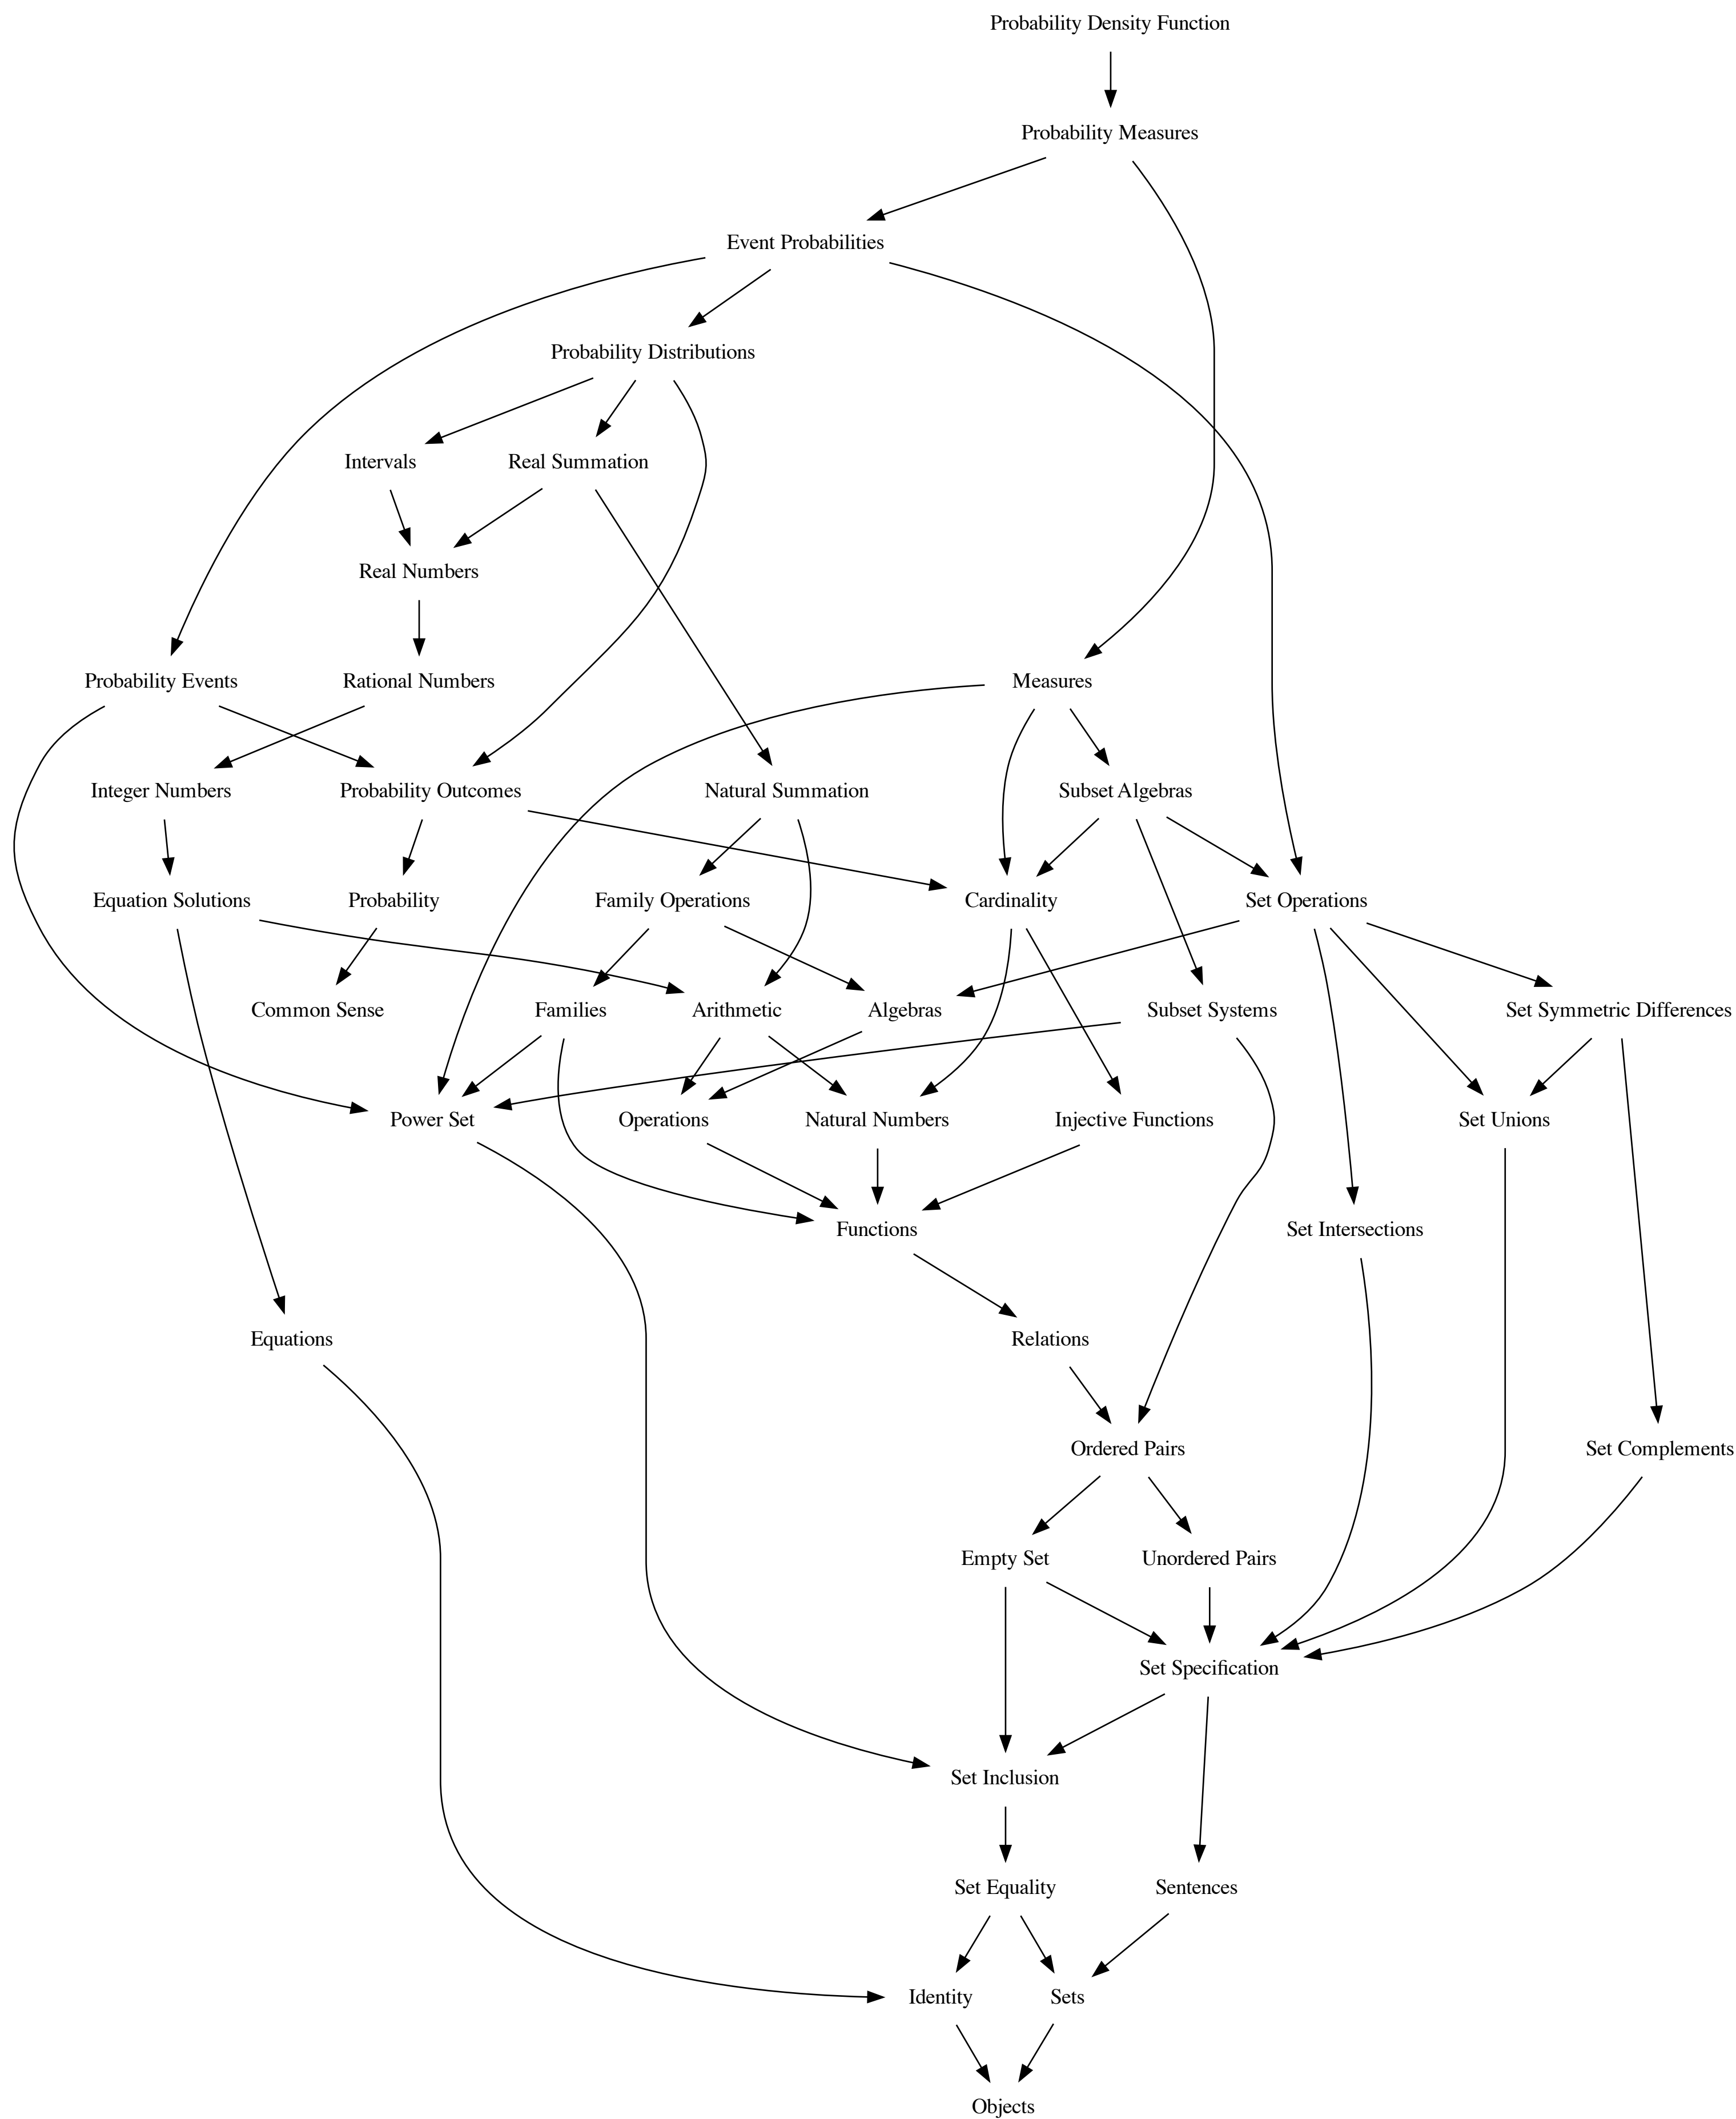 Probability Density Function
Probability Measures
Event Probabilities
Probability Distributions
Intervals
Real Summation
Real Numbers
Probability Events
Rational Numbers
Measures
Integer Numbers
Probability Outcomes
Natural Summation
Subset Algebras
Equation Solutions
Probability
Family Operations
Cardinality
Set Operations
Common Sense
Families
Arithmetic
Algebras
Subset Systems
Set Symmetric Differences
Power Set
Operations
Natural Numbers
Injective Functions
Set Unions
Functions
Set Intersections
Equations
Relations
Ordered Pairs
Set Complements
Empty Set
Unordered Pairs
Set Specification
Set Inclusion
Set Equality
Sentences
Identity
Sets
Objects